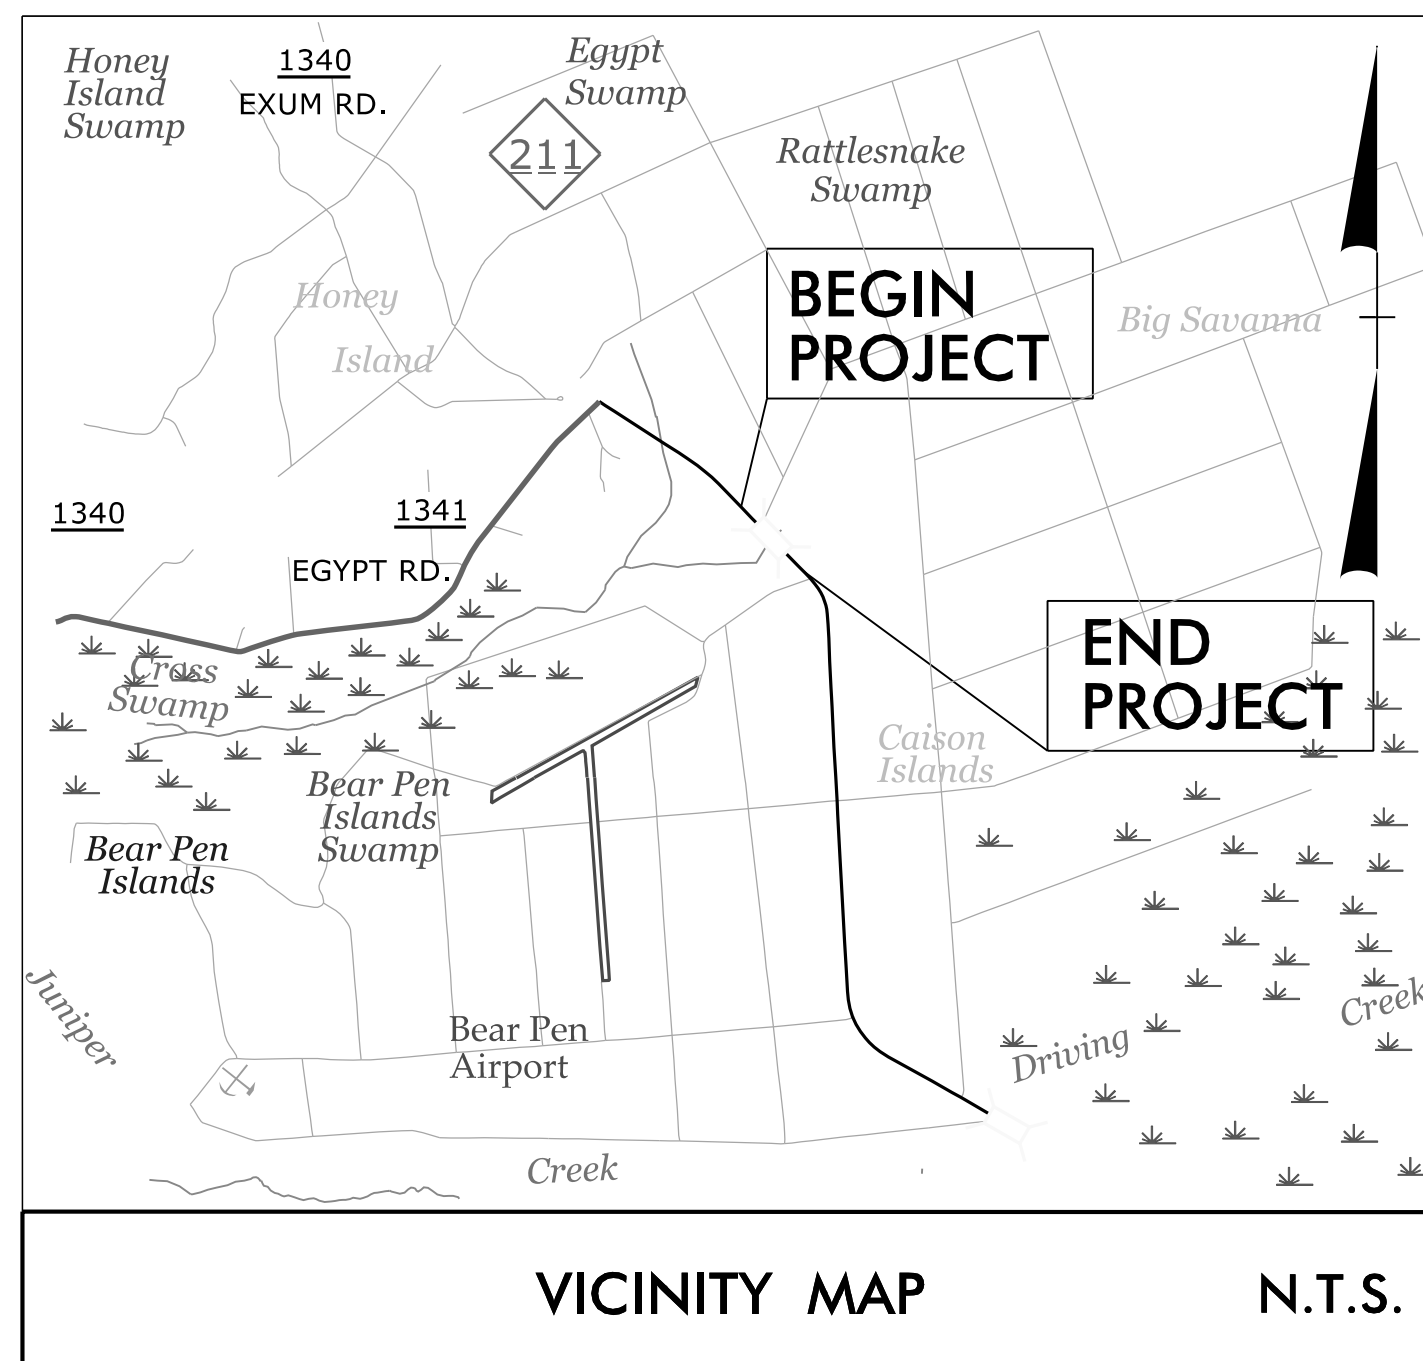 Honey
Island
Swamp
1340
EXUM RD.
Egypt
Swamp
211
Rattlesnake
Swamp
BEGIN
PROJECT
Honey
Island
Big Savanna
1340
1341
EGYPT RD.
END
PROJECT
Cross
Swamp
Caison
Islands
Bear Pen
Islands
Swamp
Bear Pen
Islands
Juniper
Bear Pen
Airport
Driving
Creek
Creek
VICINITY MAP
N.T.S.